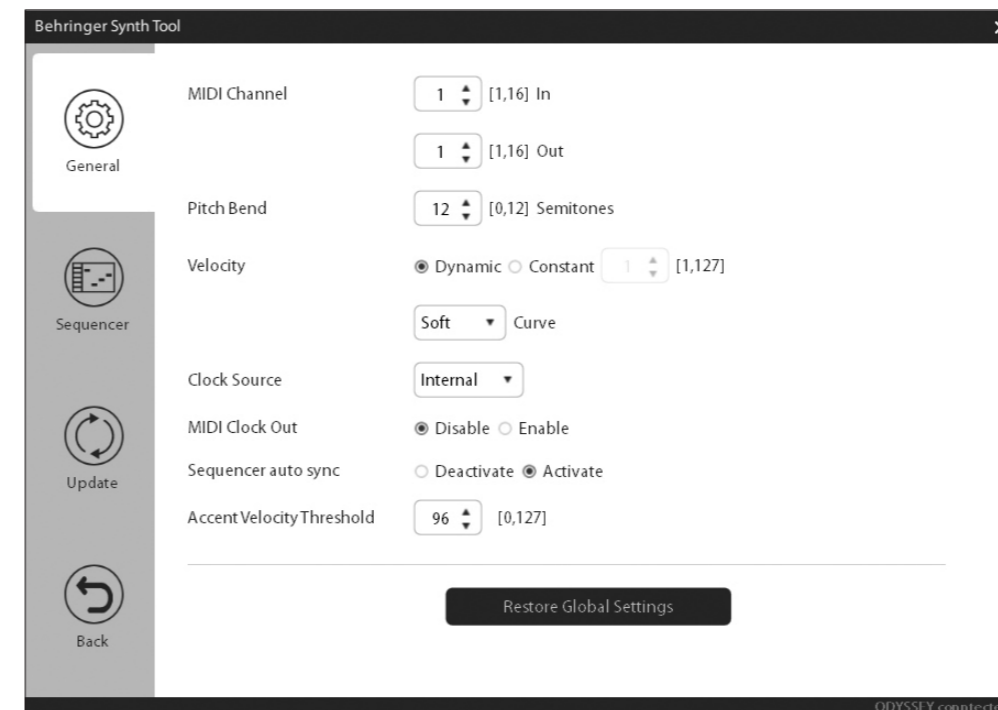 Behringer Synth Tool
General
MIDI Channel 1 [1,16] In
1 [1,16] Out
Pitch Bend 12 [0,12] Semitones
Sequencer
Velocity Dynamic Constant 1 [1,127]
Soft Curve
Clock Source Internal
MIDI Clock Out Disable Enable
Update
Sequencer auto sync Deactivate Activate
Accent Velocity Threshold 96 [0,127]
Back
Restore Global Settings
ODYSSEY